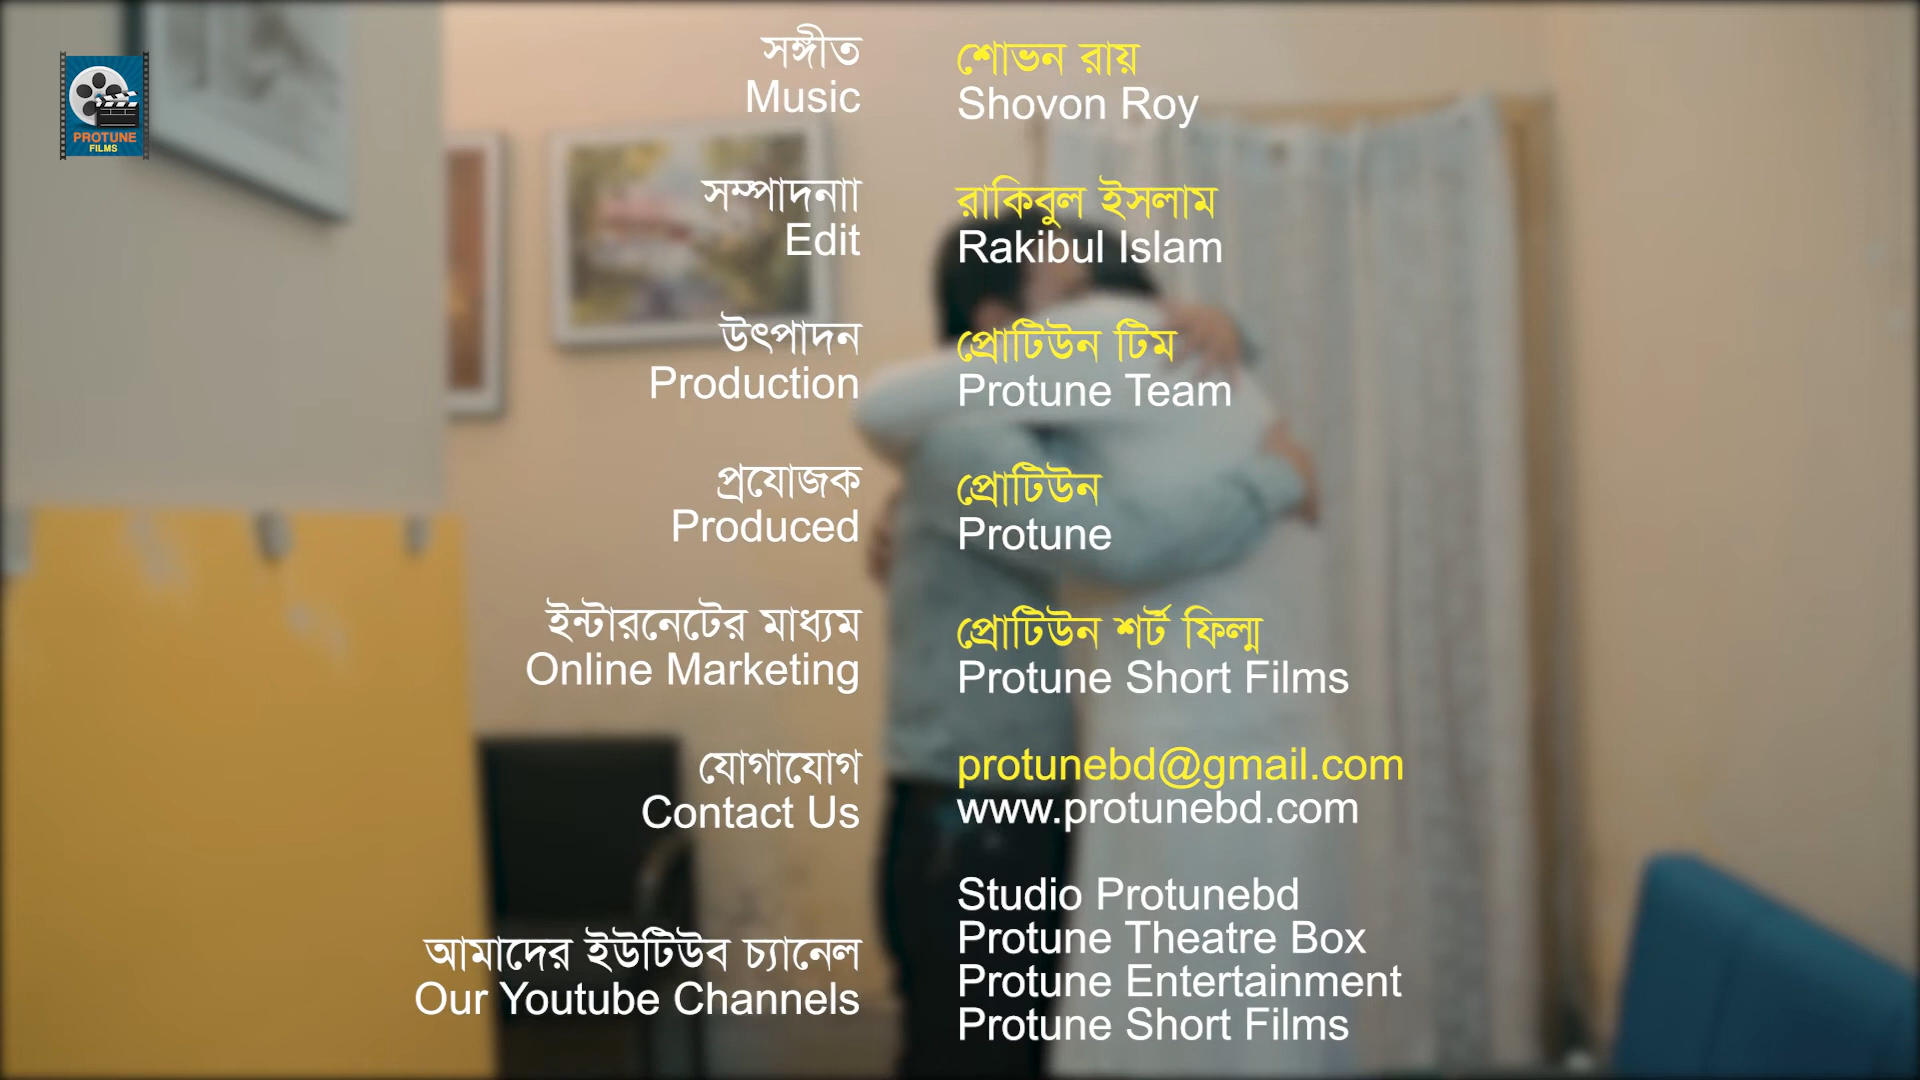 PROTUNE
FILMS
সঙ্গীত
Music
শোভন রায়
Shovon Roy
সম্পাদনাা
Edit
রাকিবুল ইসলাম
Rakibul Islam
উৎপাদন
Production
প্রোটিউন টিম
Protune Team
প্রযোজক
Produced
প্রোটিউন
Protune
ইন্টারনেটের মাধ্যম
Online Marketing
প্রোটিউন শর্ট ফিল্ম
Protune Short Films
যোগাযোগ
Contact Us
protunebd@gmail.com
www.protunebd.com
আমাদের ইউটিউব চ্যানেল
Our Youtube Channels
Studio Protunebd
Protune Theatre Box
Protune Entertainment
Protune Short Films